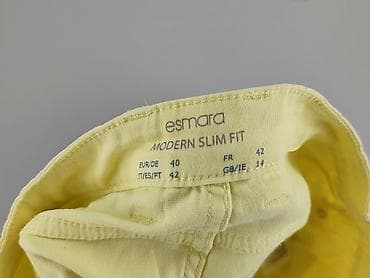 esmara
MODERN SLIM FIT
EUR/DE 40 FR 42
IT/ES/PT 42 GB/IE 14